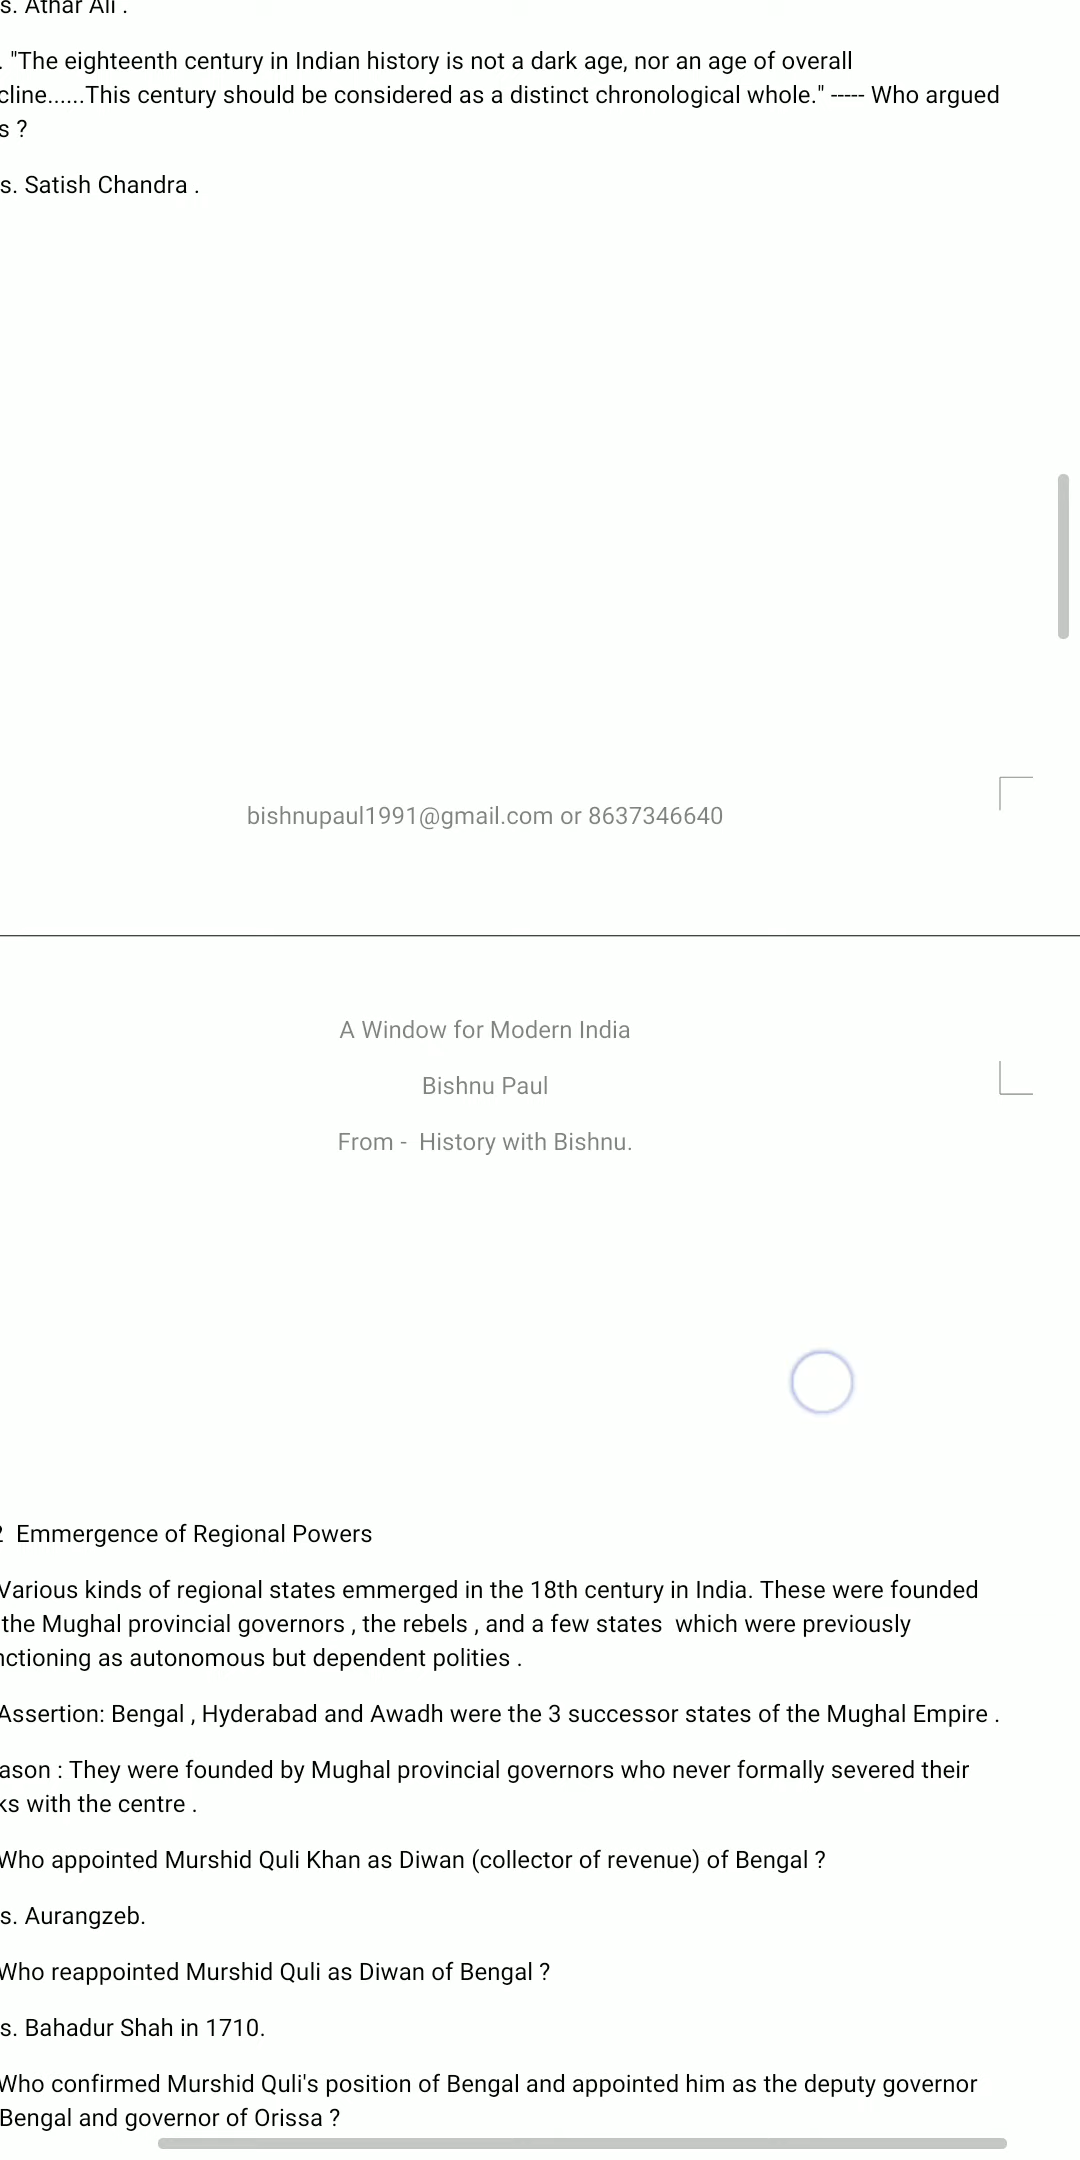 s. Athar Ali .
. "The eighteenth century in Indian history is not a dark age, nor an age of overall
cline......This century should be considered as a distinct chronological whole." ----- Who argued
s ?
s. Satish Chandra .
bishnupaul1991@gmail.com or 8637346640
A Window for Modern India
Bishnu Paul
From -  History with Bishnu.
2  Emmergence of Regional Powers
Various kinds of regional states emmerged in the 18th century in India. These were founded
the Mughal provincial governors , the rebels , and a few states  which were previously
nctioning as autonomous but dependent polities .
Assertion: Bengal , Hyderabad and Awadh were the 3 successor states of the Mughal Empire .
ason : They were founded by Mughal provincial governors who never formally severed their
ks with the centre .
Who appointed Murshid Quli Khan as Diwan (collector of revenue) of Bengal ?
s. Aurangzeb.
Who reappointed Murshid Quli as Diwan of Bengal ?
s. Bahadur Shah in 1710.
Who confirmed Murshid Quli's position of Bengal and appointed him as the deputy governor
Bengal and governor of Orissa ?